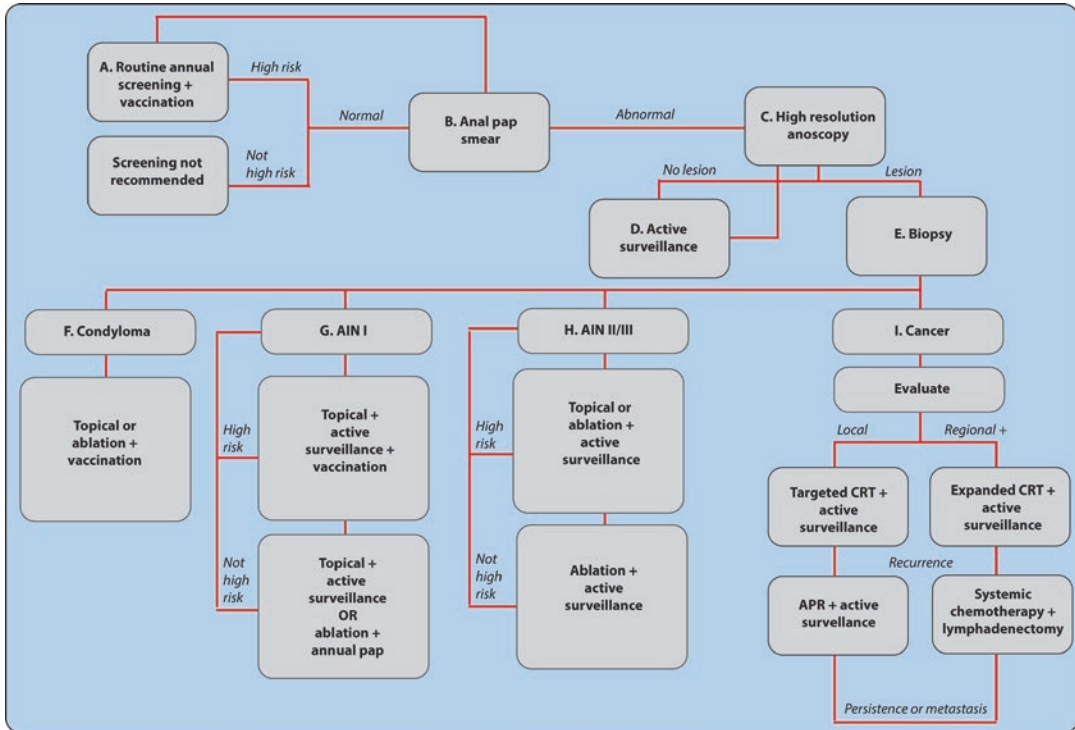 A. Routine annual
screening +
vaccination
High risk
Normal
B. Anal pap
smear
Abnormal
C. High resolution
anoscopy
Screening not
recommended
Not
high risk
No lesion
Lesion
D. Active
surveillance
E. Biopsy
F. Condyloma
G. AIN I
H. AIN II/III
I. Cancer
Evaluate
Topical or
ablation +
vaccination
High
risk
Topical +
active
surveillance +
vaccination
High
risk
Topical or
ablation +
active
surveillance
Local
Regional +
Targeted CRT +
active
surveillance
Expanded CRT +
active
surveillance
Not
high
risk
Topical +
active
surveillance
OR
ablation +
annual pap
Not
high
risk
Ablation +
active
surveillance
Recurrence
APR + active
survellance
Systemic
chemotherapy +
lymphadenectomy
Persistence or metastasis